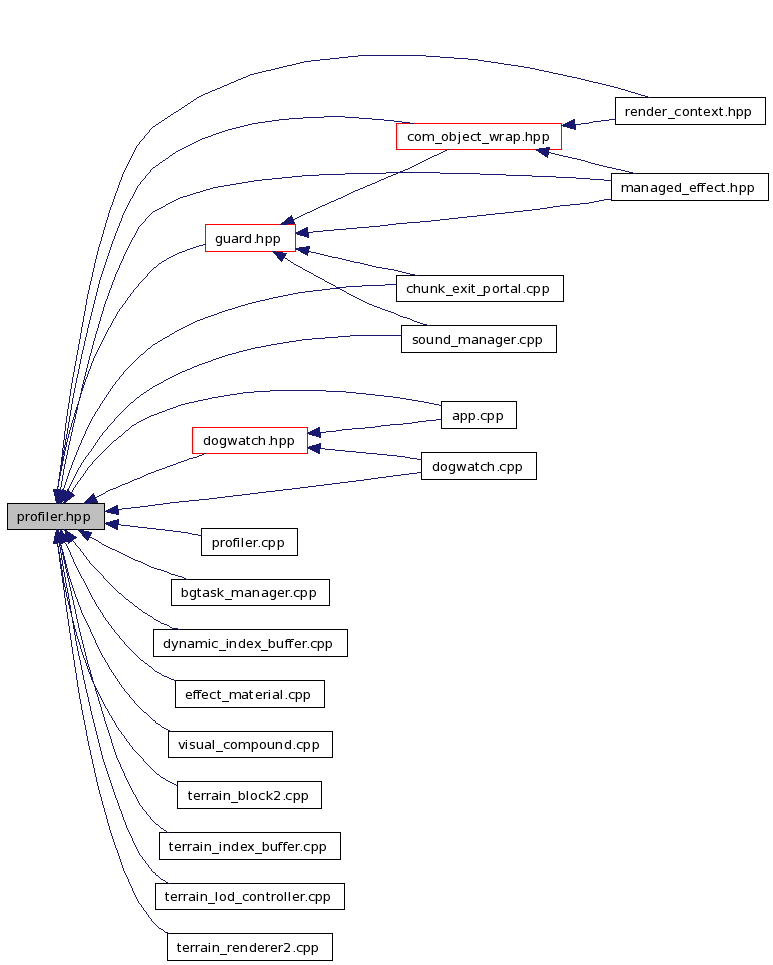 render_context.hpp
com_object_wrap.hpp
managed_effect.hpp
guard.hpp
chunk_exit_portal.cpp
sound_manager.cpp
app.cpp
dogwatch.hpp
dogwatch.cpp
profiler.hpp
profiler.cpp
bgtask_manager.cpp
dynamic_index_buffer.cpp
effect_material.cpp
visual_compound.cpp
terrain_block2.cpp
terrain_index_buffer.cpp
terrain_lod_controller.cpp
terrain_renderer2.cpp